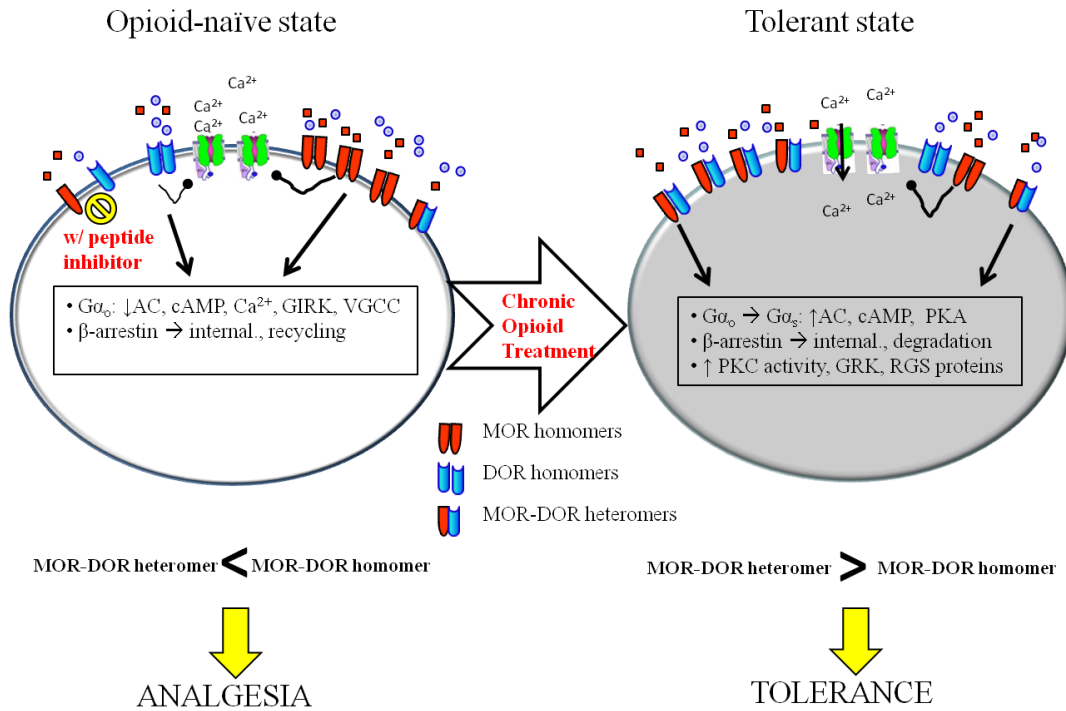 Opioid-naïve state
Tolerant state
Ca²⁺
Ca²⁺
Ca²⁺
Ca²⁺
w/ peptide
inhibitor
• Gαₒ: ↓AC, cAMP, Ca²⁺, GIRK, VGCC
• β-arrestin → internal., recycling
Chronic
Opioid
Treatment
Ca²⁺
Ca²⁺
Ca²⁺
Ca²⁺
• Gαₒ → Gαₛ: ↑AC, cAMP, PKA
• β-arrestin → internal., degradation
• ↑ PKC activity, GRK, RGS proteins
MOR homomers
DOR homomers
MOR-DOR heteromers
MOR-DOR heteromer < MOR-DOR homomer
MOR-DOR heteromer > MOR-DOR homomer
ANALGESIA
TOLERANCE